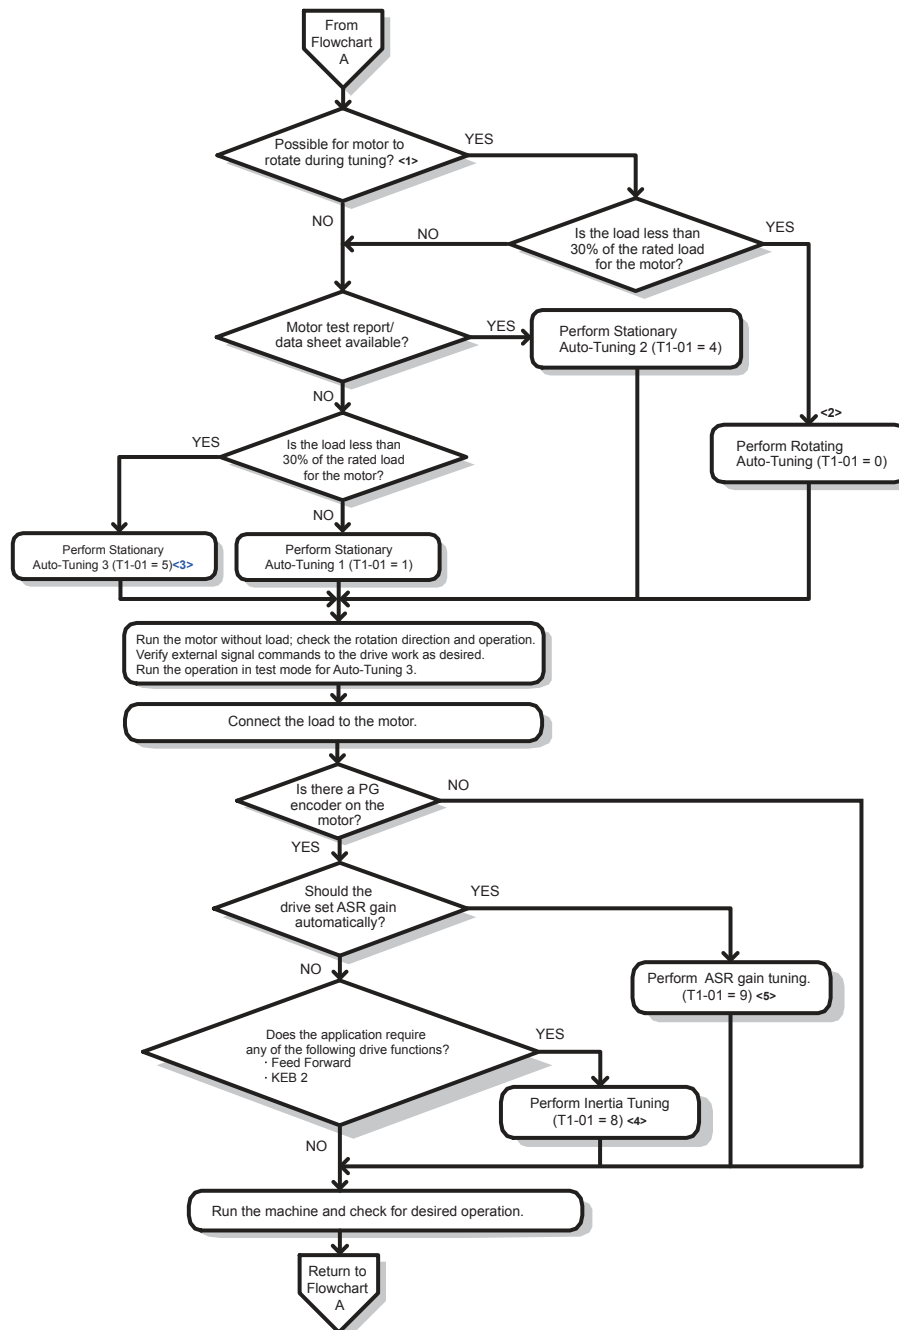 From
Flowchart
A
Possible for motor to
rotate during tuning? <1>
YES
NO
Is the load less than
30% of the rated load
for the motor?
NO
YES
Motor test report/
data sheet available?
YES
Perform Stationary
Auto-Tuning 2 (T1-01 = 4)
NO
<2>
Perform Rotating
Auto-Tuning (T1-01 = 0)
YES
Is the load less than
30% of the rated load
for the motor?
NO
Perform Stationary
Auto-Tuning 3 (T1-01 = 5)<3>
Perform Stationary
Auto-Tuning 1 (T1-01 = 1)
Run the motor without load; check the rotation direction and operation.
Verify external signal commands to the drive work as desired.
Run the operation in test mode for Auto-Tuning 3.
Connect the load to the motor.
Is there a PG
encoder on the
motor?
NO
YES
Should the
drive set ASR gain
automatically?
YES
NO
Perform  ASR gain tuning.
(T1-01 = 9) <5>
Does the application require
any of the following drive functions?
· Feed Forward
· KEB 2
YES
Perform Inertia Tuning
(T1-01 = 8) <4>
NO
Run the machine and check for desired operation.
Return to
Flowchart
A